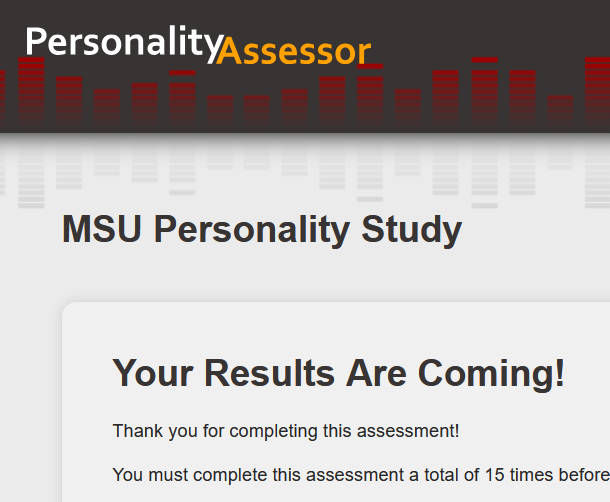 PersonalityAssessor
MSU Personality Study
Your Results Are Coming!
Thank you for completing this assessment!
You must complete this assessment a total of 15 times before